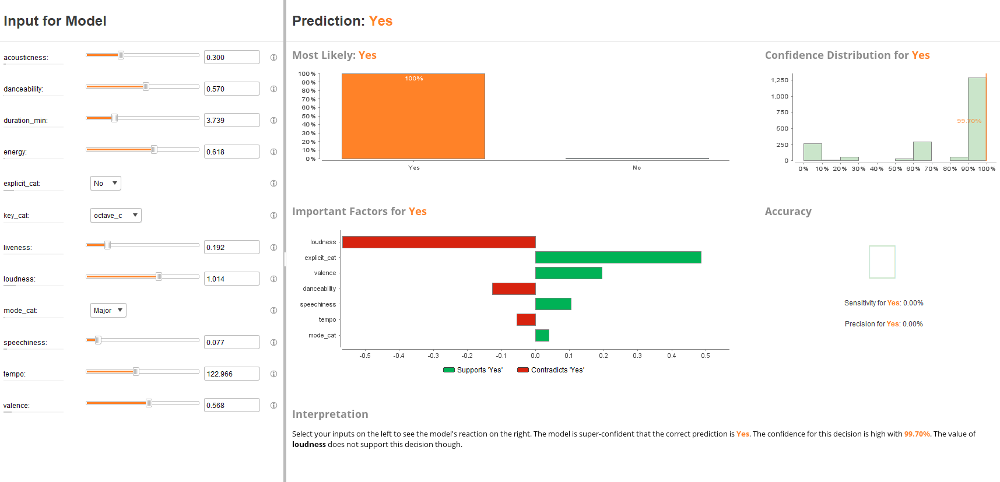 Input for Model
acousticness:
0.300
danceability:
0.570
duration_min:
3.739
energy:
0.618
explicit_cat:
No
key_cat:
octave_c
liveness:
0.192
loudness:
1.014
mode_cat:
Major
speechiness:
0.077
tempo:
122.966
valence:
0.568
Prediction: Yes
Most Likely: Yes
100%
90%
80%
70%
60%
50%
40%
30%
20%
10%
0%
100%
Yes
No
Confidence Distribution for Yes
1,250
1,000
750
500
250
0
99.70%
0% 10% 20% 30% 40% 50% 60% 70% 80% 90% 100%
Important Factors for Yes
loudness
explicit_cat
valence
danceability
speechiness
tempo
mode_cat
-0.5 -0.4 -0.3 -0.2 -0.1 0.0 0.1 0.2 0.3 0.4 0.5
Supports 'Yes' Contradicts 'Yes'
Accuracy
Sensitivity for Yes: 0.00%
Precision for Yes: 0.00%
Interpretation
Select your inputs on the left to see the model's reaction on the right. The model is super-confident that the correct prediction is Yes. The confidence for this decision is high with 99.70%. The value of
loudness does not support this decision though.